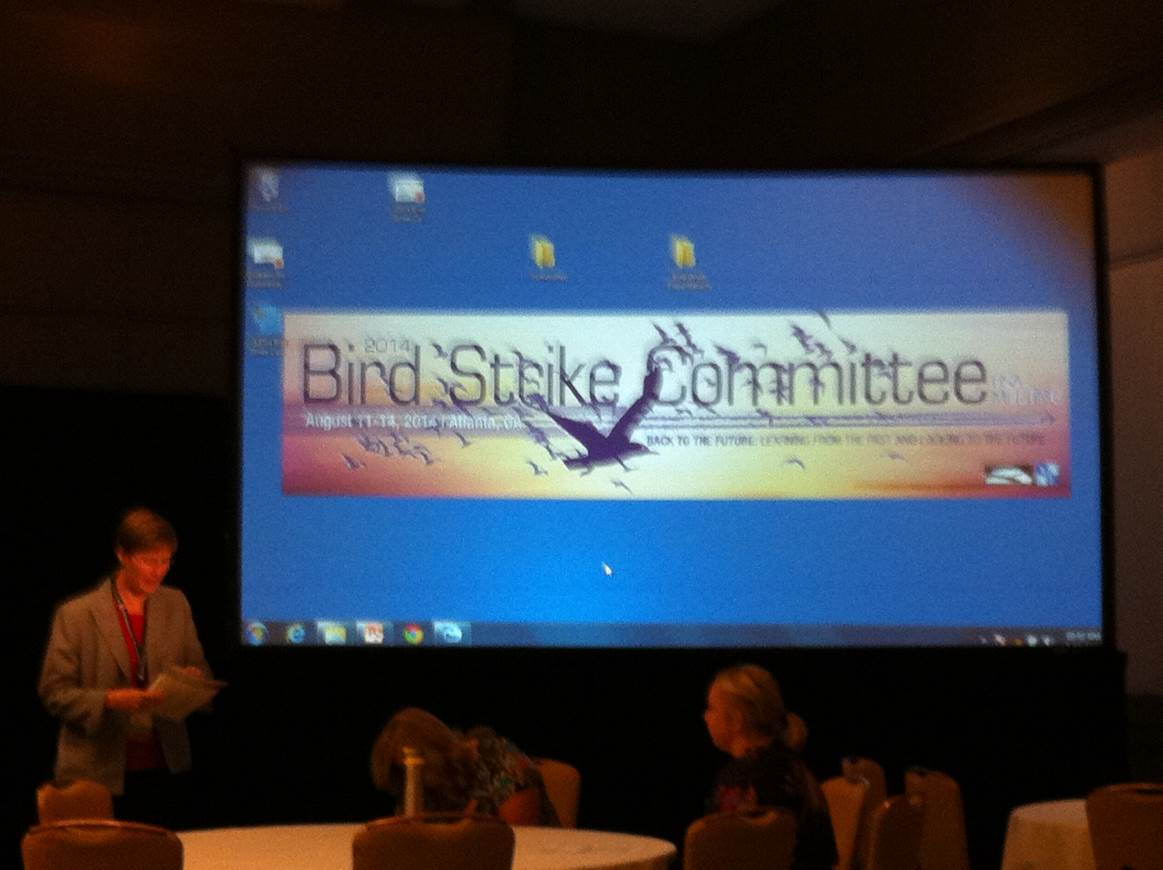 2014
Bird Strike Committee
August 11-14, 2014 | Atlanta, GA
BACK TO THE FUTURE: LEARNING FROM THE PAST AND LOOKING TO THE FUTURE